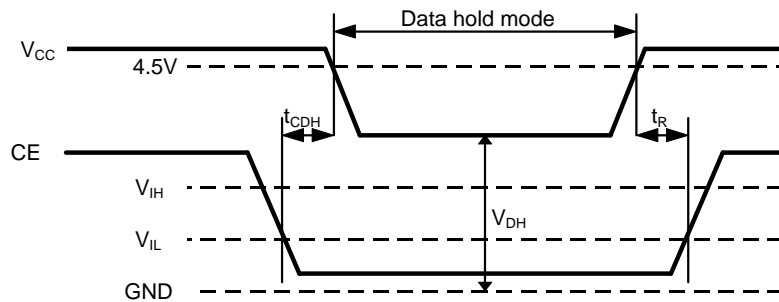 Data hold mode
VCC
4.5V
tCDH
tR
CE
VIH
VDH
VIL
GND